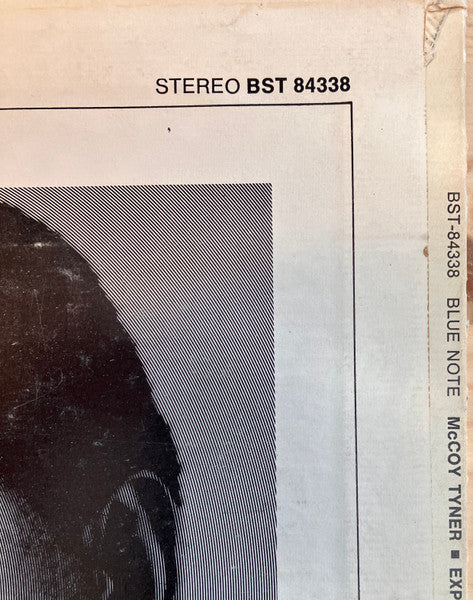 STEREO BST 84338
BST-84338 BLUE NOTE McCOY TYNER ■ EXP